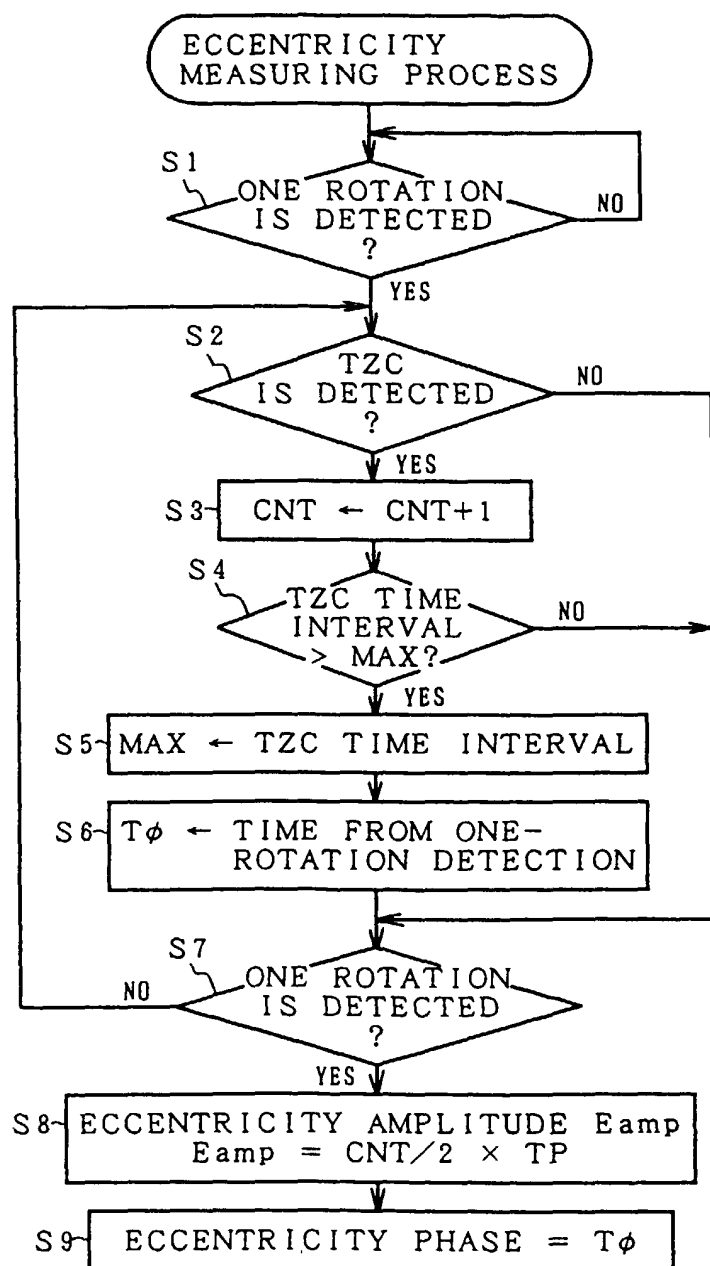 ECCENTRICITY
MEASURING PROCESS
S1
ONE ROTATION
IS DETECTED
?
NO
YES
S2
TZC
IS DETECTED
?
NO
YES
S3
CNT ← CNT+1
S4
TZC TIME
INTERVAL
> MAX?
NO
YES
S5
MAX ← TZC TIME INTERVAL
S6
Tφ ← TIME FROM ONE-
ROTATION DETECTION
S7
ONE ROTATION
IS DETECTED
?
NO
YES
S8
ECCENTRICITY AMPLITUDE Eamp
Eamp = CNT/2 × TP
S9
ECCENTRICITY PHASE = Tφ